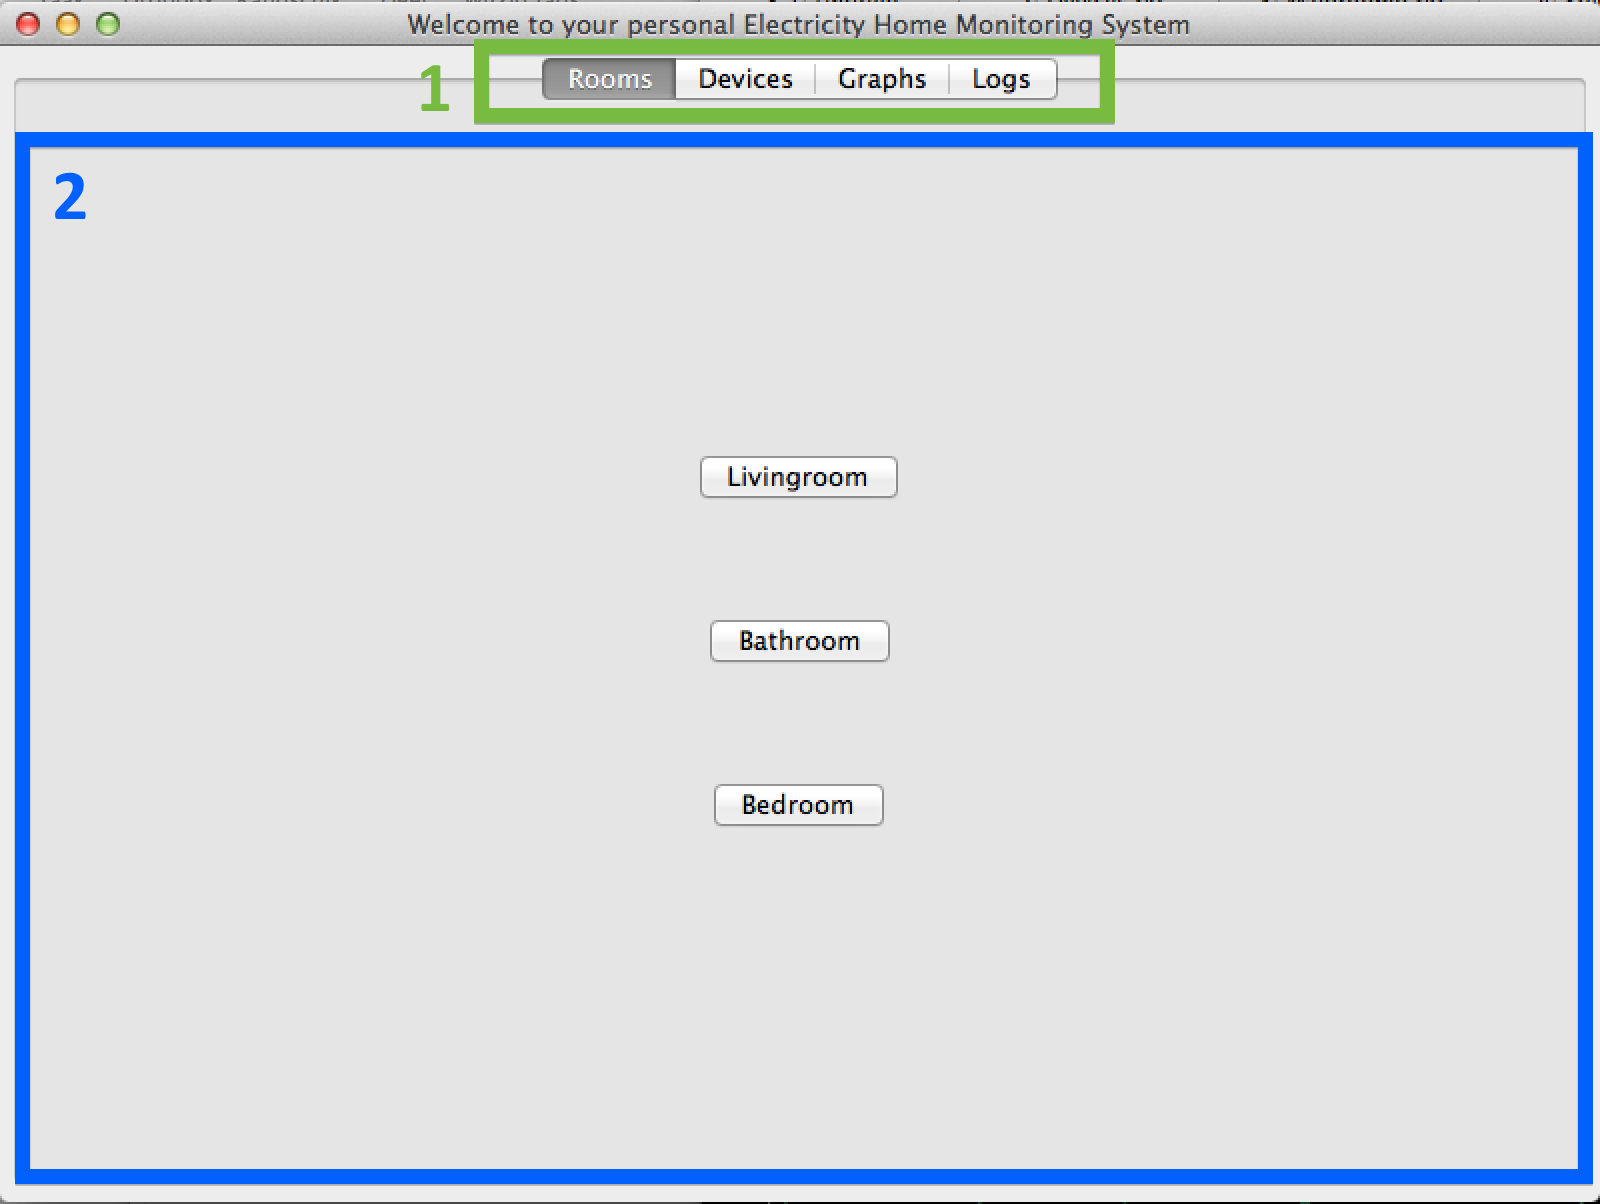 Welcome to your personal Electricity Home Monitoring System
1
Rooms Devices Graphs Logs
2
Livingroom
Bathroom
Bedroom